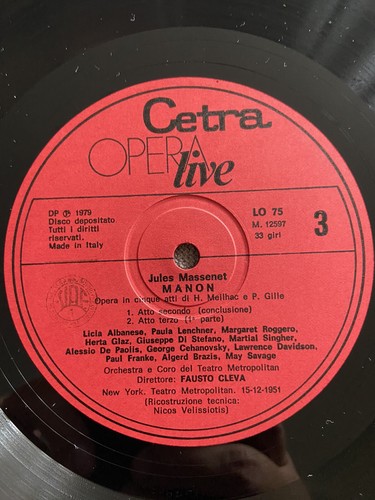 Cetra
OPERA
live
DP Ⓟ 1979
Disco depositato
Tutti i diritti
riservati.
Made in Italy
LO 75
M. 12597
33 giri
3
Jules Massenet
MANON
Opera in cinque atti di H. Meilhac e P. Gille
1. Atto secondo (conclusione)
2. Atto terzo (1ª parte)
Licia Albanese, Paula Lenchner, Margaret Roggero,
Herta Glaz, Giuseppe Di Stefano, Martial Singher,
Alessio De Paolis, George Cehanovsky, Lawrence Davidson,
Paul Franke, Algerd Brazis, May Savage
Orchestra e Coro del Teatro Metropolitan
Direttore: FAUSTO CLEVA
New York. Teatro Metropolitan. 15-12-1951
(Ricostruzione tecnica:
Nicos Velissiotis)